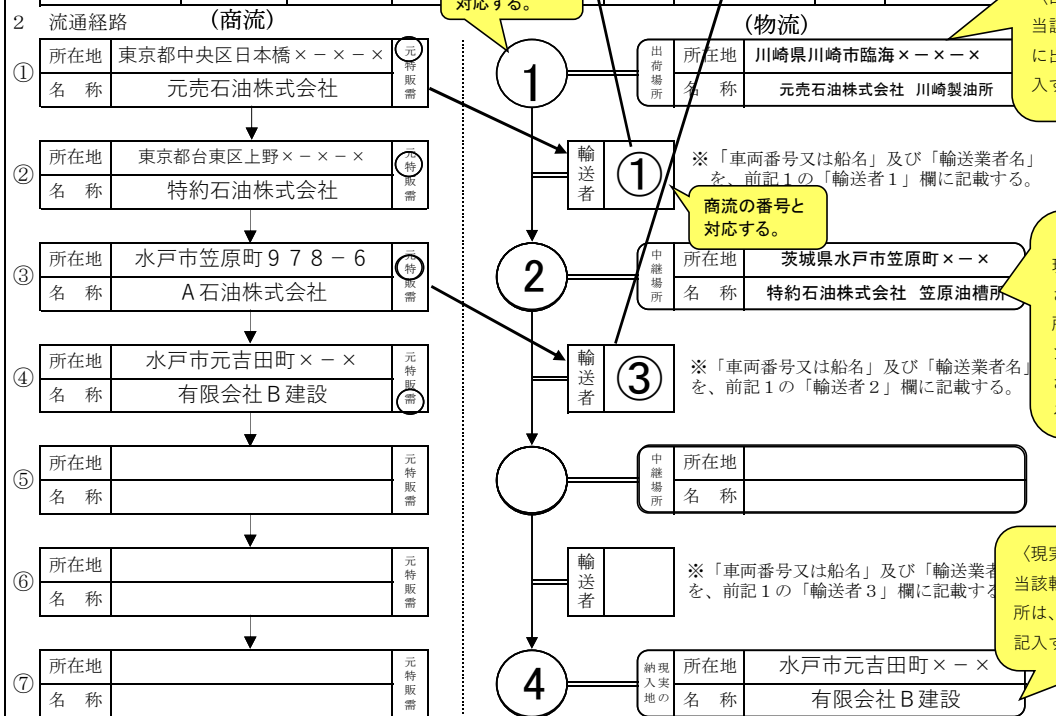 対応する。
2 流通経路 (商流) (物流)
① 所在地 東京都中央区日本橋×－×－× 元特販需
名 称 元売石油株式会社
1
出荷場所 所在地 川崎県川崎市臨海×－×－×
名 称 元売石油株式会社 川崎製油所
② 所在地 東京都台東区上野×－×－× 元特販需
名 称 特約石油株式会社
輸送者 ①
※「車両番号又は船名」及び「輸送業者名」
を、前記1の「輸送者1」欄に記載する。
商流の番号と
対応する。
③ 所在地 水戸市笠原町978－6 元特販需
名 称 A石油株式会社
2
中継場所 所在地 茨城県水戸市笠原町×－×
名 称 特約石油株式会社 笠原油槽所
④ 所在地 水戸市元吉田町×－× 元特販需
名 称 有限会社B建設
輸送者 ③
※「車両番号又は船名」及び「輸送業者名」
を、前記1の「輸送者2」欄に記載する。
⑤ 所在地 元特販需
名 称
中継場所 所在地
名 称
⑥ 所在地 元特販需
名 称
輸送者
※「車両番号又は船名」及び「輸送業者
を、前記1の「輸送者3」欄に記載する
⑦ 所在地 元特販需
名 称
4
現実の納入地 所在地 水戸市元吉田町×－×
名 称 有限会社B建設
当該
に出
入す
〈現実
当該
所は、
記入す